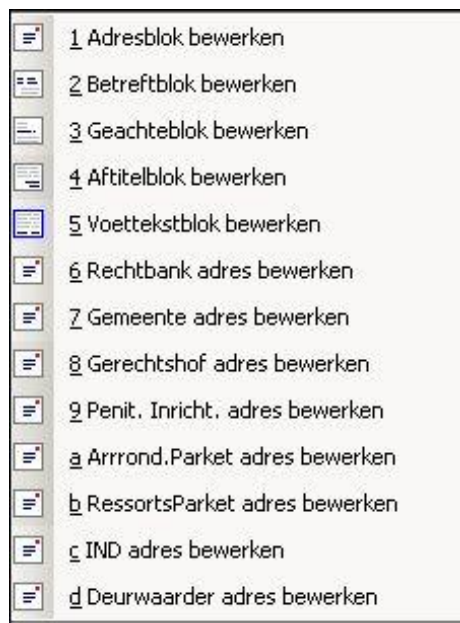 1 Adresblok bewerken
2 Betreftblok bewerken
3 Geachteblok bewerken
4 Aftitelblok bewerken
5 Voettekstblok bewerken
6 Rechtbank adres bewerken
7 Gemeente adres bewerken
8 Gerechtshof adres bewerken
9 Penit. Inricht. adres bewerken
a Arrrond.Parket adres bewerken
b RessortsParket adres bewerken
c IND adres bewerken
d Deurwaarder adres bewerken